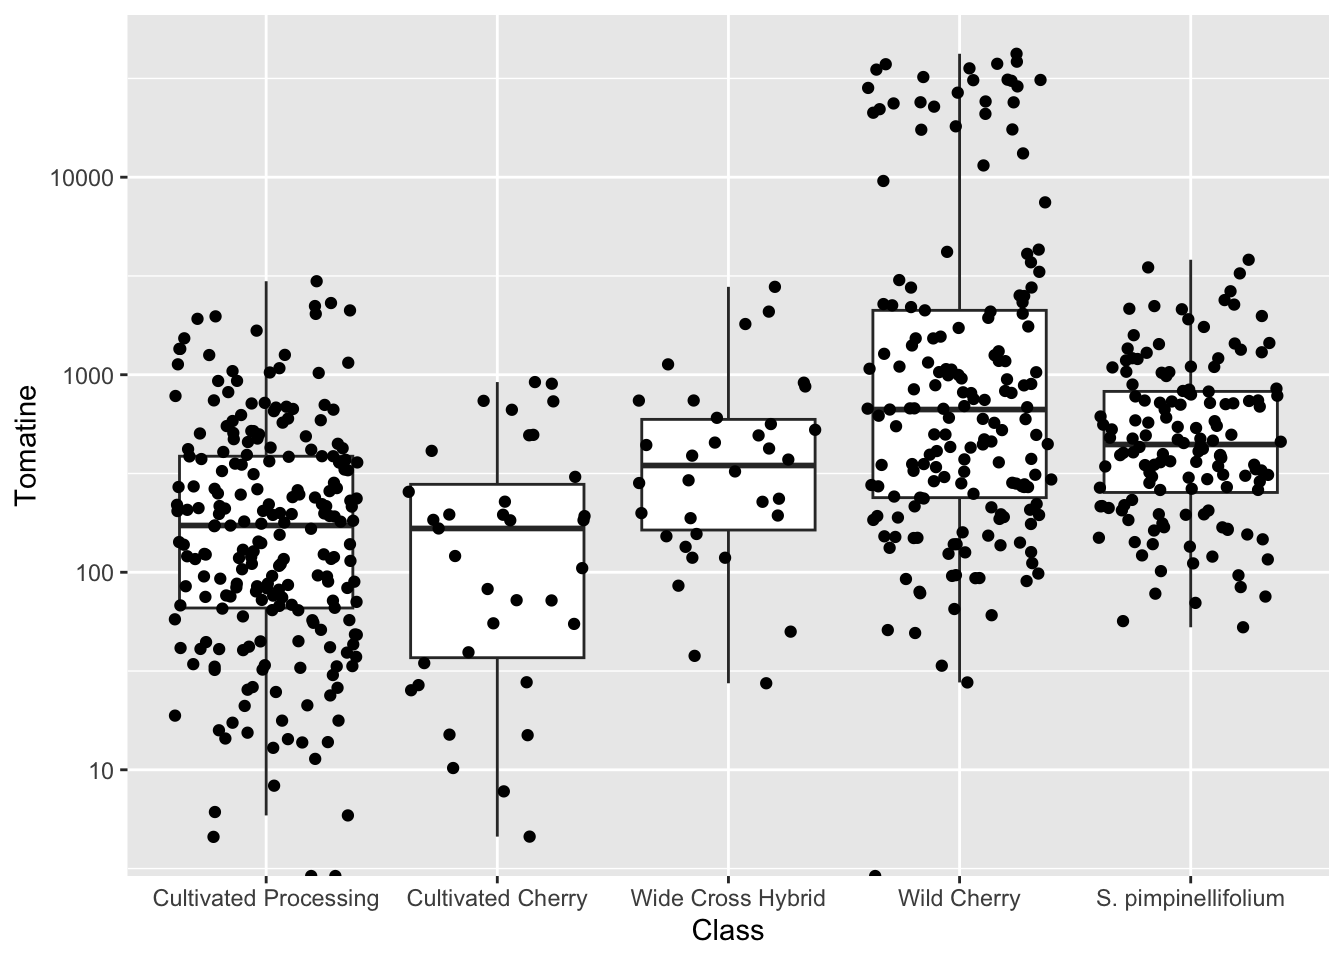 Tomatine
10000
1000
100
10
Cultivated Processing Cultivated Cherry Wide Cross Hybrid Wild Cherry S. pimpinellifolium
Class